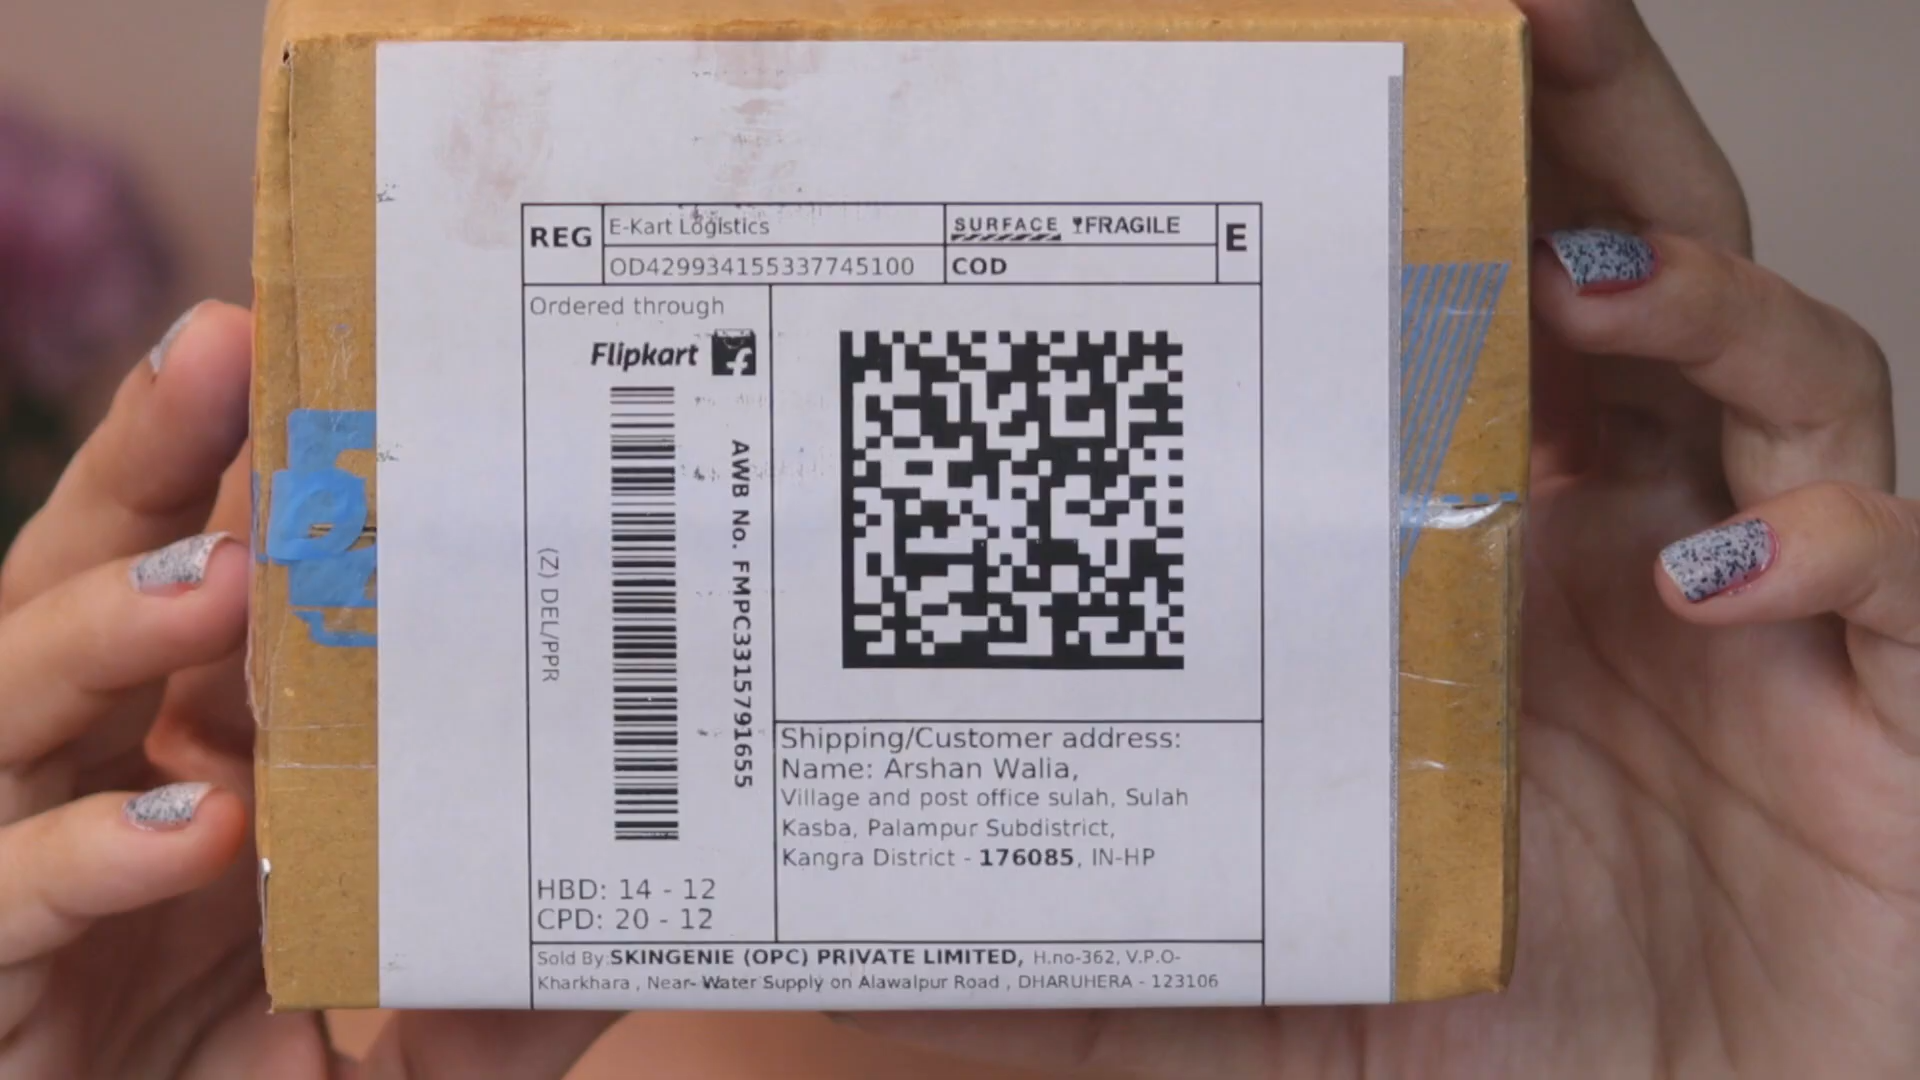 REG
E-Kart Logistics
OD429934155337745100
SURFACE FRAGILE
COD
E
Ordered through
Flipkart
AWB No. FMPC3315791655
(Z) DEL/PPR
HBD: 14 - 12
CPD: 20 - 12
Shipping/Customer address:
Name: Arshan Walia,
Village and post office sulah, Sulah
Kasba, Palampur Subdistrict,
Kangra District - 176085, IN-HP
Sold By:SKINGENIE (OPC) PRIVATE LIMITED, H.no-362, V.P.O-
Kharkhara , Near- Water Supply on Alawalpur Road , DHARUHERA - 123106